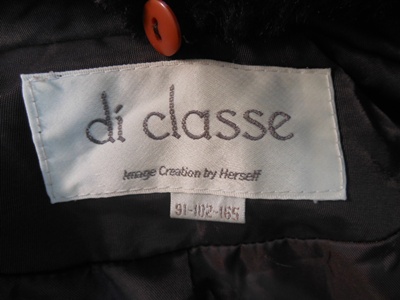 di classe
Image Creation by Herself
91-102-165